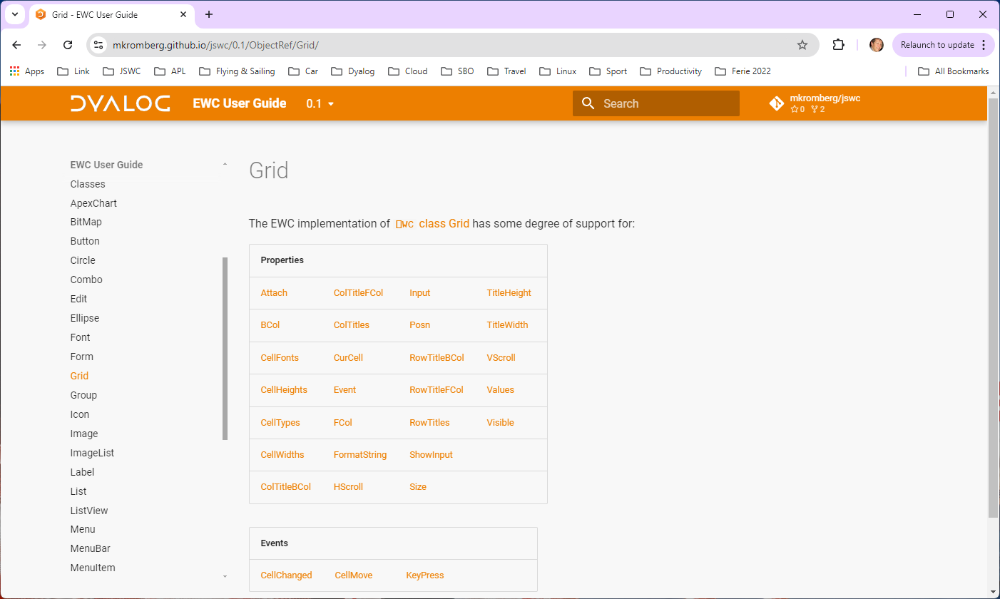 Grid - EWC User Guide
mkromberg.github.io/jswc/0.1/ObjectRef/Grid/
Relaunch to update
Apps Link JSWC APL Flying & Sailing Car Dyalog Cloud SBO Travel Linux Sport Productivity Ferie 2022 All Bookmarks
DYALOG EWC User Guide 0.1 Search mkromberg/jswc
0 2
EWC User Guide
Classes
ApexChart
BitMap
Button
Circle
Combo
Edit
Ellipse
Font
Form
Grid
Group
Icon
Image
ImageList
Label
List
ListView
Menu
MenuBar
MenuItem
Grid
The EWC implementation of ⎕WC class Grid has some degree of support for:
Properties
Attach ColTitleFCol Input TitleHeight
BCol ColTitles Posn TitleWidth
CellFonts CurCell RowTitleBCol VScroll
CellHeights Event RowTitleFCol Values
CellTypes FCol RowTitles Visible
CellWidths FormatString ShowInput
ColTitleBCol HScroll Size
Events
CellChanged CellMove KeyPress